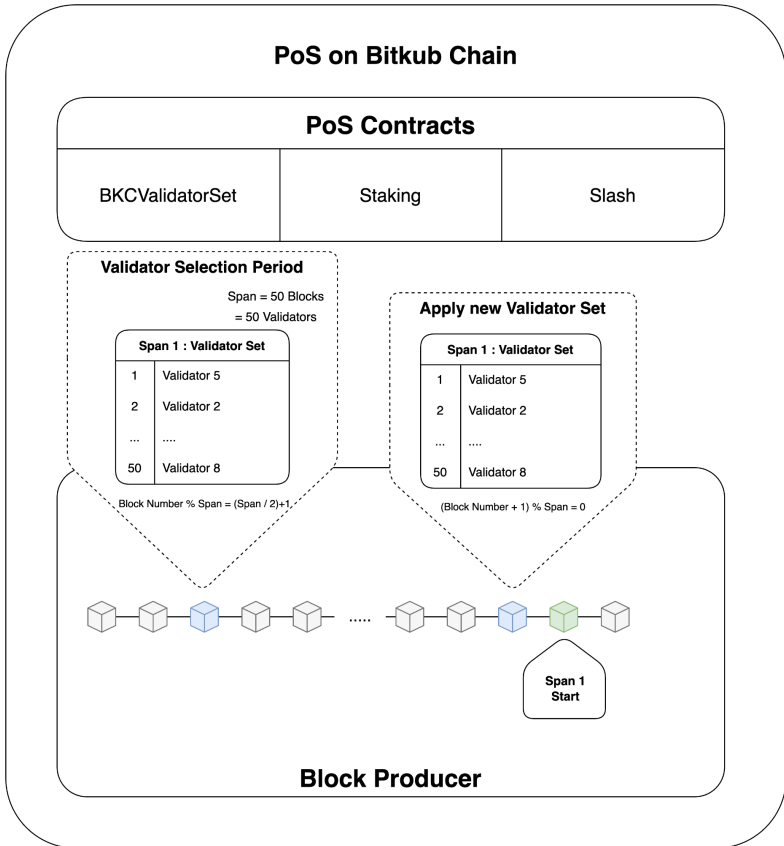 PoS on Bitkub Chain
PoS Contracts
BKCValidatorSet
Staking
Slash
Validator Selection Period
Span = 50 Blocks
= 50 Validators
Span 1 : Validator Set
1 Validator 5
2 Validator 2
... ....
50 Validator 8
Block Number % Span = (Span / 2)+1
Apply new Validator Set
Span 1 : Validator Set
1 Validator 5
2 Validator 2
... ....
50 Validator 8
(Block Number + 1) % Span = 0
.....
Span 1
Start
Block Producer